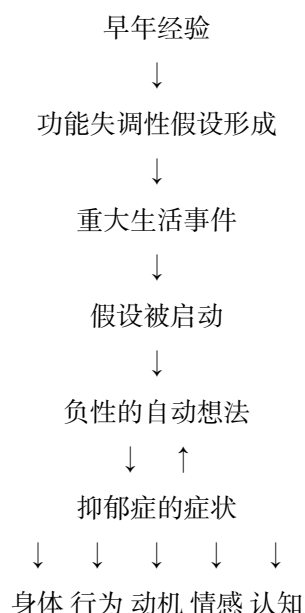 早年经验
↓
功能失调性假设形成
↓
重大生活事件
↓
假设被启动
↓
负性的自动想法
↓ ↑
抑郁症的症状
↓ ↓ ↓ ↓ ↓
身体 行为 动机 情感 认知